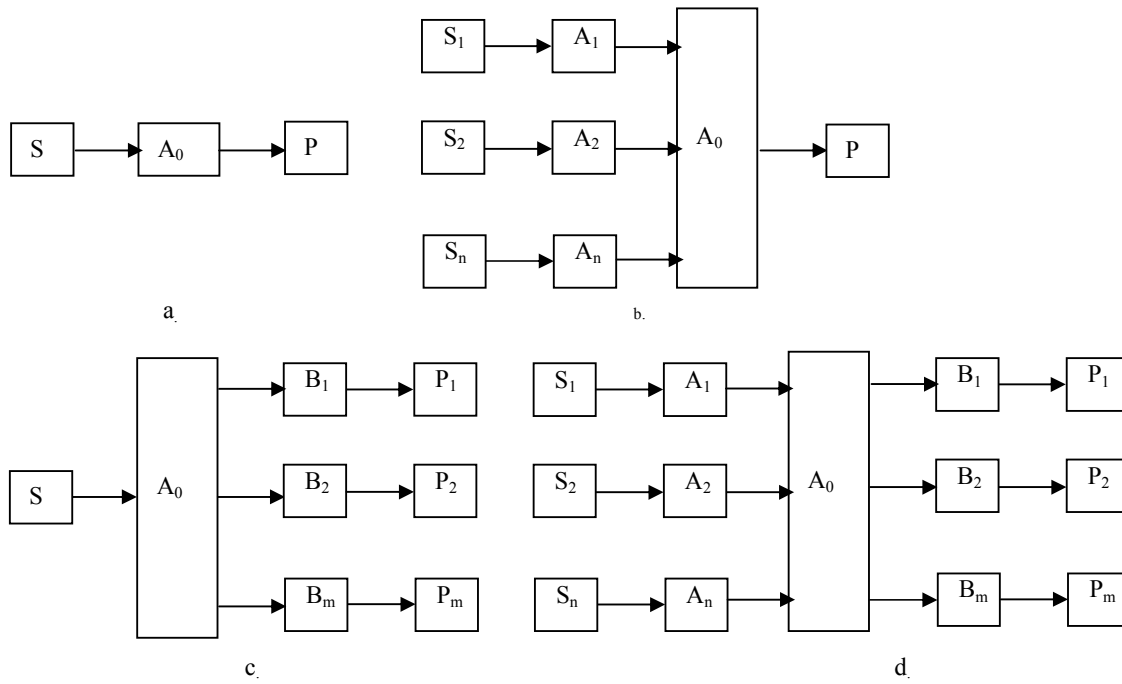 S₁ A₁
S A₀ P S₂ A₂ A₀ P
Sₙ Aₙ
a. b.
B₁ P₁ S₁ A₁ B₁ P₁
S A₀ B₂ P₂ S₂ A₂ A₀ B₂ P₂
Bₘ Pₘ Sₙ Aₙ Bₘ Pₘ
c. d.